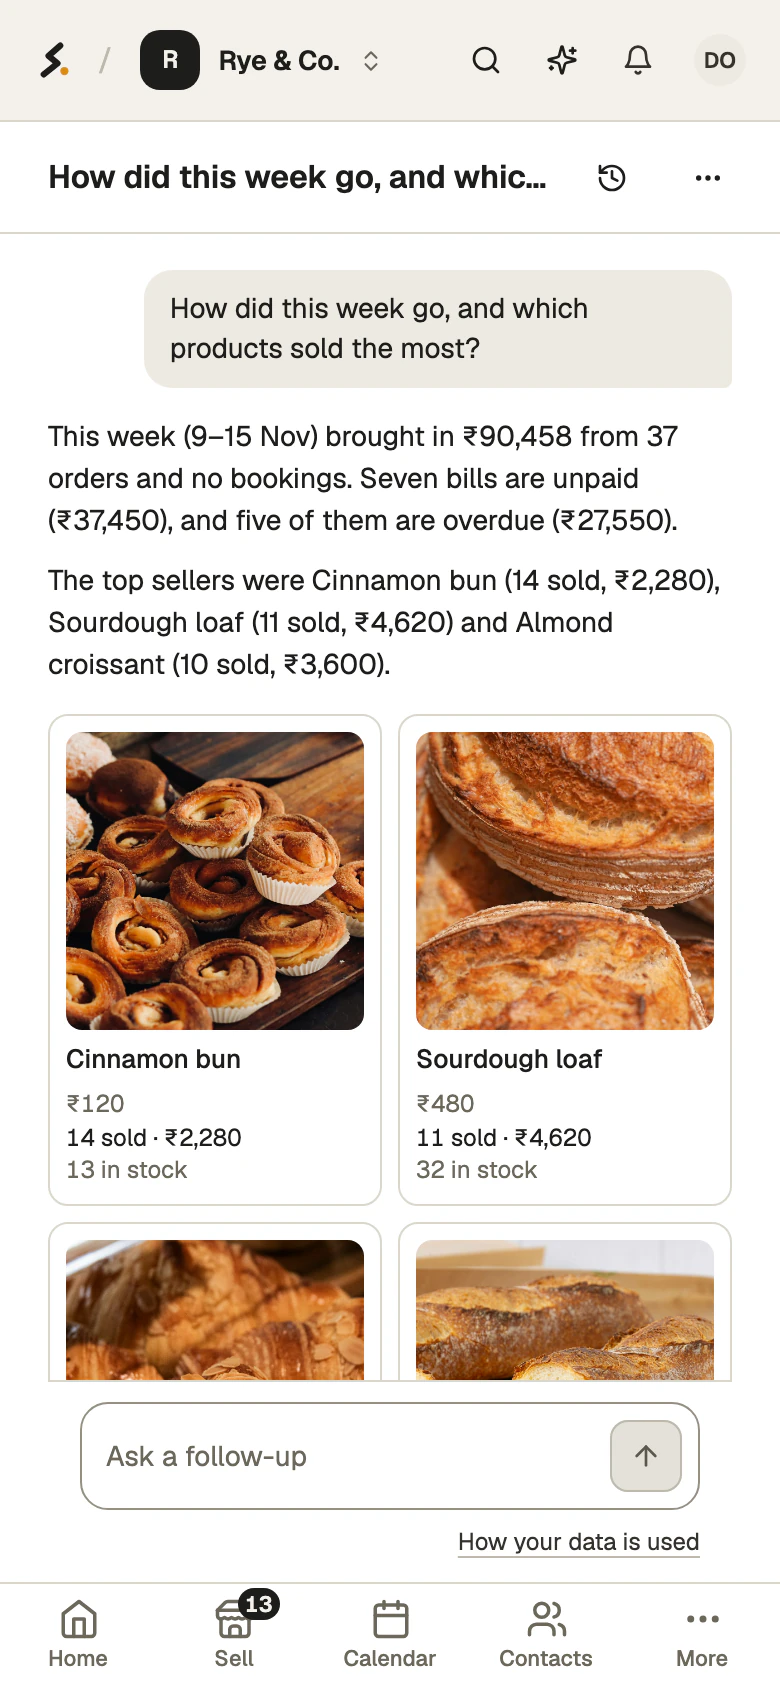 / R Rye & Co. DO
How did this week go, and whic...
How did this week go, and which
products sold the most?
This week (9–15 Nov) brought in ₹90,458 from 37
orders and no bookings. Seven bills are unpaid
(₹37,450), and five of them are overdue (₹27,550).
The top sellers were Cinnamon bun (14 sold, ₹2,280),
Sourdough loaf (11 sold, ₹4,620) and Almond
croissant (10 sold, ₹3,600).
Cinnamon bun
₹120
14 sold · ₹2,280
13 in stock
Sourdough loaf
₹480
11 sold · ₹4,620
32 in stock
Ask a follow-up
How your data is used
13
Home Sell Calendar Contacts More